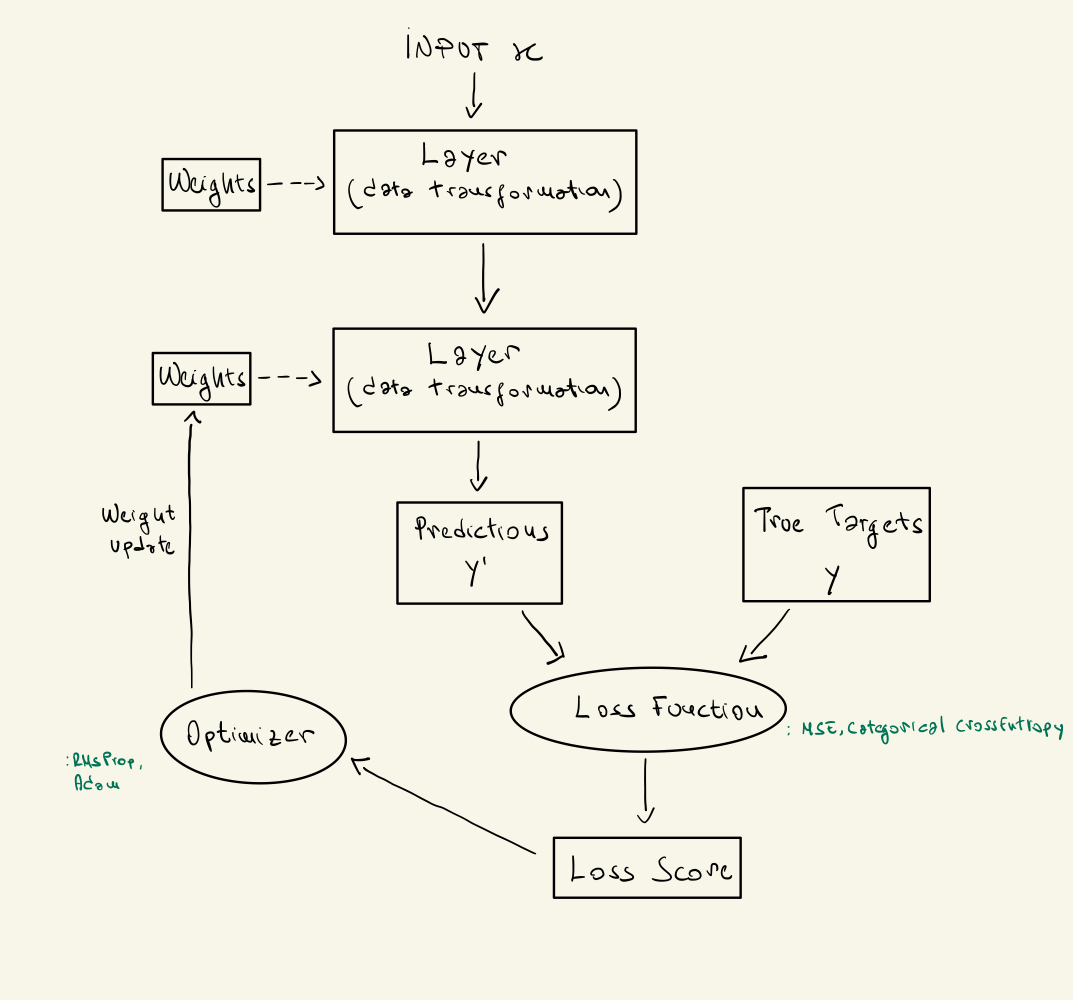 INPUT x
Layer
(data transformation)
Weights
Layer
(data transformation)
Weights
Weight
update
Predictions
y'
True Targets
y
Loss Function
: MSE, Categorical CrossEntropy
Optimizer
: RMsProp,
Adam
Loss Score